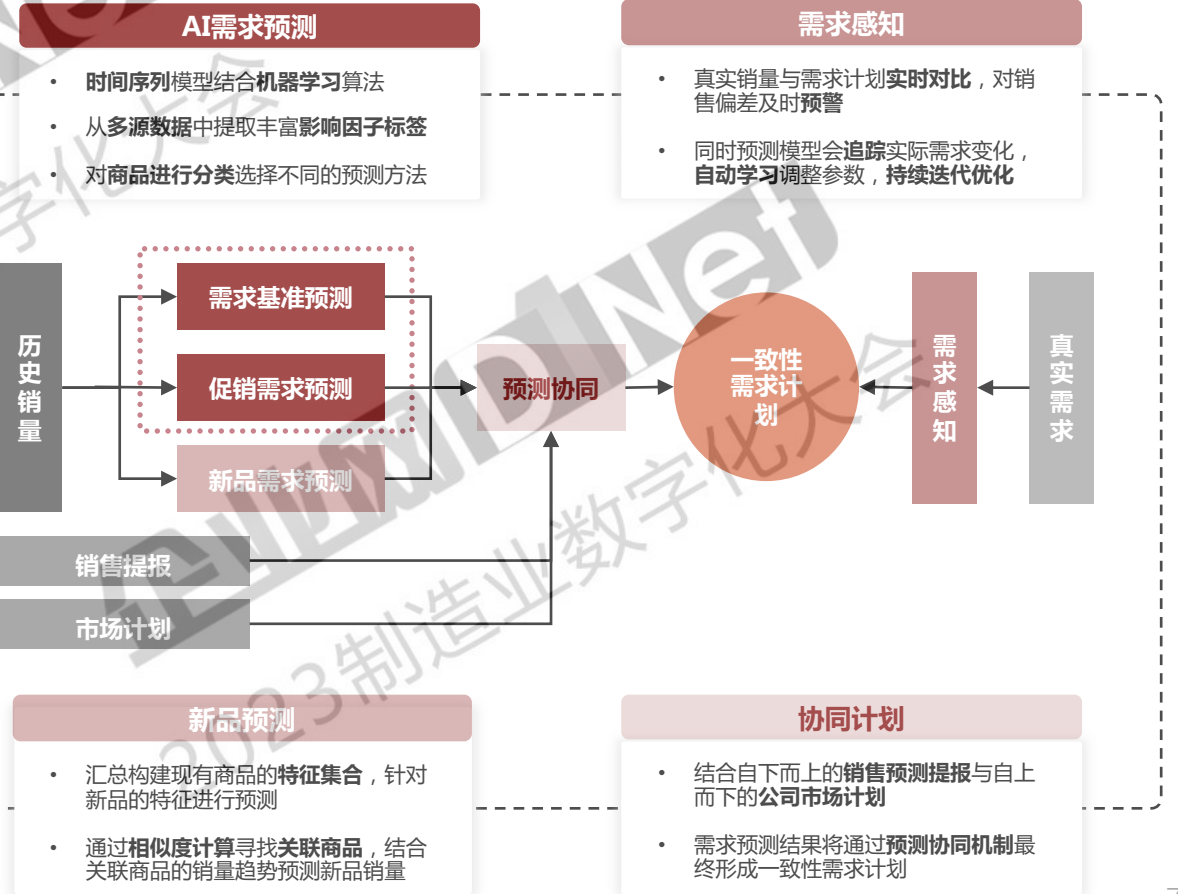 AI需求预测
• 时间序列模型结合机器学习算法
• 从多源数据中提取丰富影响因子标签
• 对商品进行分类选择不同的预测方法
需求感知
• 真实销量与需求计划实时对比，对销
售偏差及时预警
• 同时预测模型会追踪实际需求变化，
自动学习调整参数，持续迭代优化
历
史
销
量
需求基准预测
促销需求预测
新品需求预测
预测协同
一致性
需求计
划
需
求
感
知
真
实
需
求
销售提报
市场计划
新品预测
• 汇总构建现有商品的特征集合，针对
新品的特征进行预测
• 通过相似度计算寻找关联商品，结合
关联商品的销量趋势预测新品销量
协同计划
• 结合自下而上的销售预测提报与自上
而下的公司市场计划
• 需求预测结果将通过预测协同机制最
终形成一致性需求计划
企业网D1Net
2023制造业数字化大会
字化大会